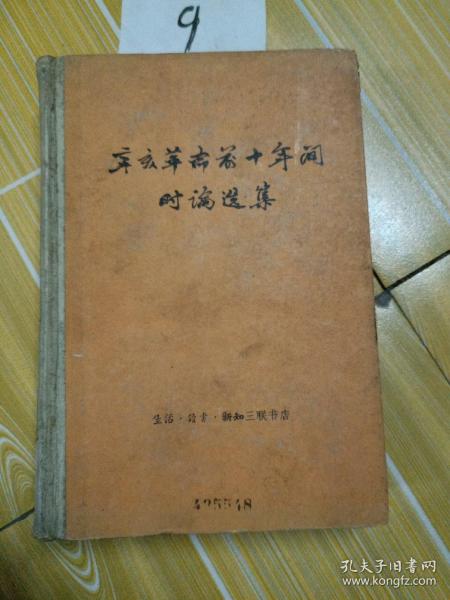 9
辛亥革命前十年间
时论选集
生活·读书·新知三联书店
425548
孔夫子旧书网
www.kongfz.com